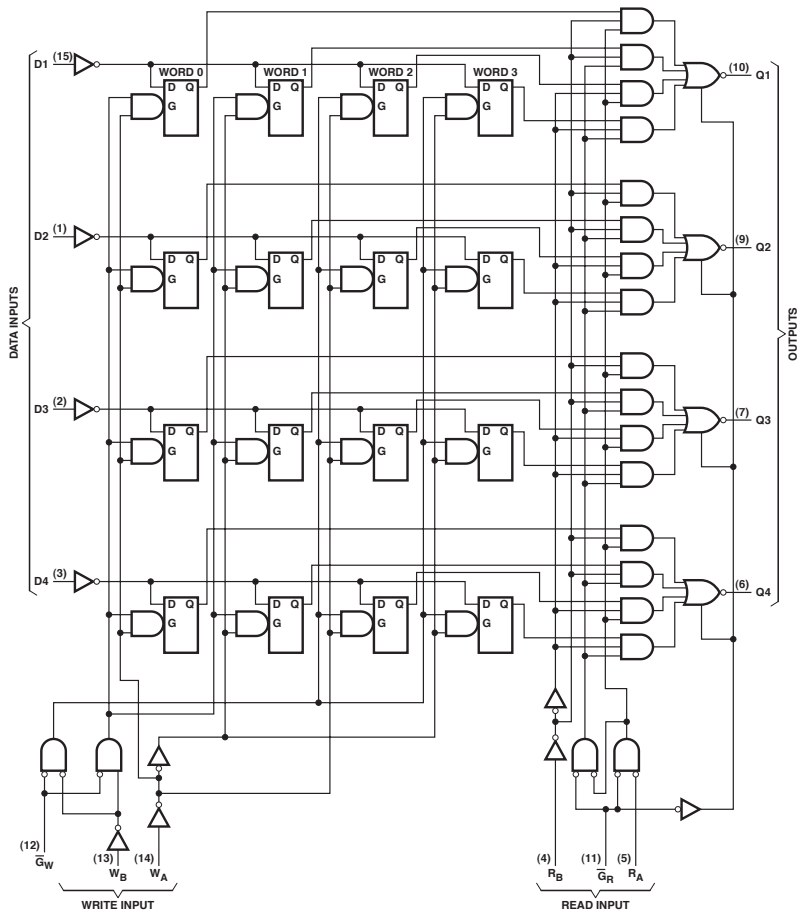 (10)
D1 (15)
WORD 0 WORD 1 WORD 2 WORD 3
Q1
D Q D Q D Q D Q
G G G G
D2 (1)
(9)
Q2
D Q D Q D Q D Q
G G G G
DATA INPUTS
OUTPUTS
D3 (2)
(7)
Q3
D Q D Q D Q D Q
G G G G
D4 (3)
(6)
Q4
D Q D Q D Q D Q
G G G G
(12) (13) (14) (4) (11) (5)
G̅W WB WA RB G̅R RA
WRITE INPUT READ INPUT